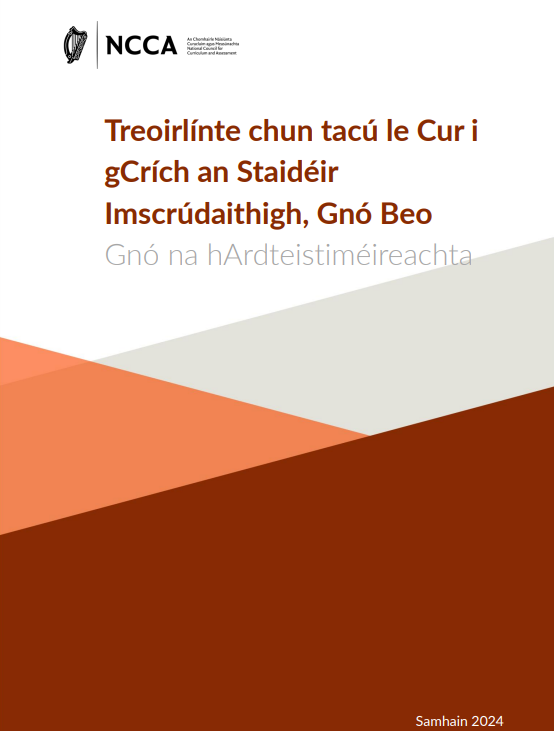 NCCA
An Chomhairle Náisiúnta
Curaclaim agus Measúnachta
National Council for
Curriculum and Assessment
Treoirlínte chun tacú le Cur i
gCrích an Staidéir
Imscrúdaithigh, Gnó Beo
Gnó na hArdteistiméireachta
Samhain 2024